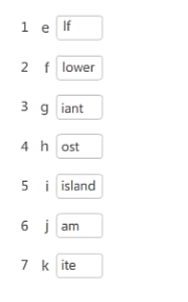 1 e lf
2 f lower
3 g iant
4 h ost
5 i island
6 j am
7 k ite